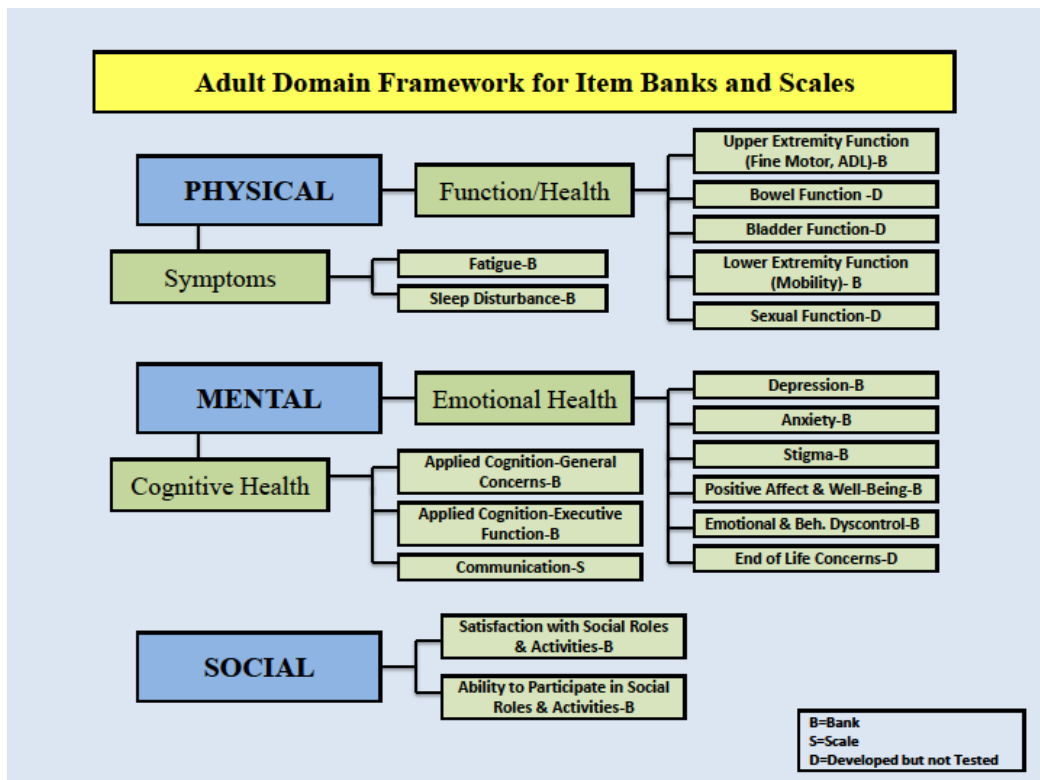 Adult Domain Framework for Item Banks and Scales
PHYSICAL
Function/Health
Upper Extremity Function
(Fine Motor, ADL)-B
Bowel Function -D
Bladder Function-D
Lower Extremity Function
(Mobility)- B
Sexual Function-D
Symptoms
Fatigue-B
Sleep Disturbance-B
MENTAL
Emotional Health
Depression-B
Anxiety-B
Stigma-B
Positive Affect & Well-Being-B
Emotional & Beh. Dyscontrol-B
End of Life Concerns-D
Cognitive Health
Applied Cognition-General
Concerns-B
Applied Cognition-Executive
Function-B
Communication-S
SOCIAL
Satisfaction with Social Roles
& Activities-B
Ability to Participate in Social
Roles & Activities-B
B=Bank
S=Scale
D=Developed but not Tested